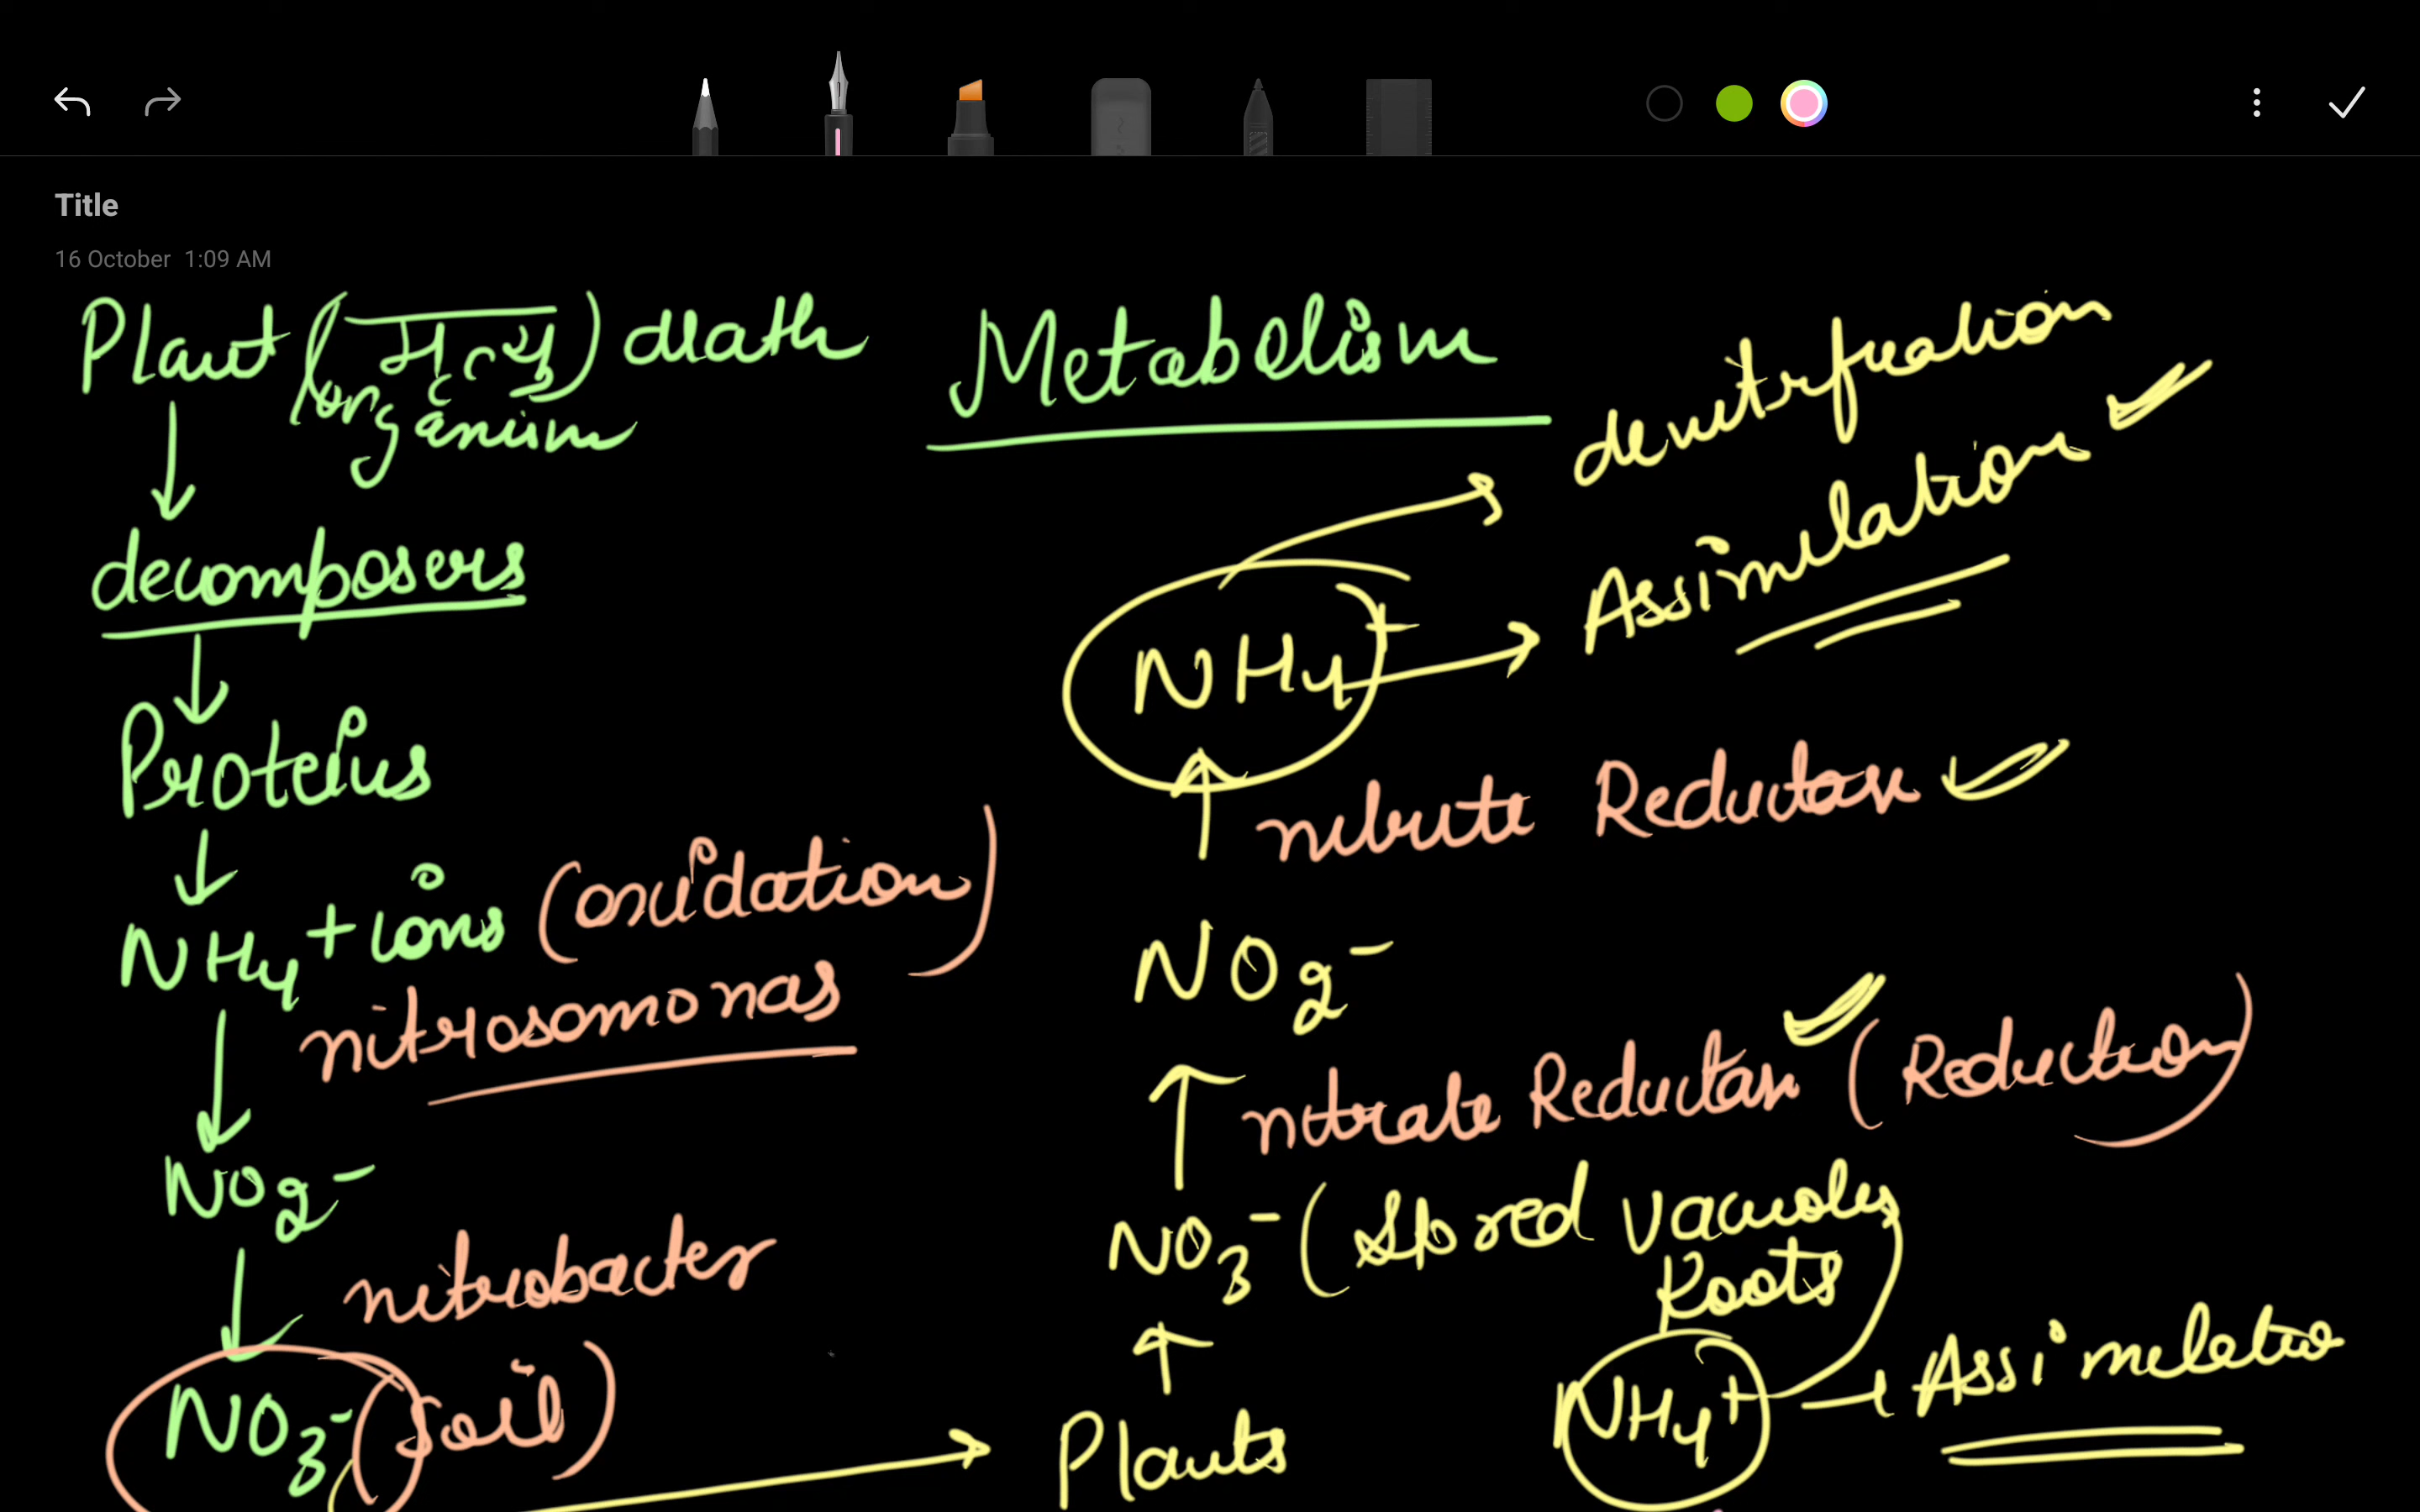 Title
16 October 1:09 AM
Plant (organism) death
↓
decomposers
↓
Proteins
↓
NH4+ ions (oxidation)
↓ nitrosomonas
NO2-
↓ nitrobacter
NO3- (soil) → Plants
Metabolism
denitrification
Assimilation
NH4+
↑ nitrite Reductase
NO2-
↑ nitrate Reductase (Reduction)
NO3- (Stored vacuoles
Roots
↑
NH4+ → Assimelatio